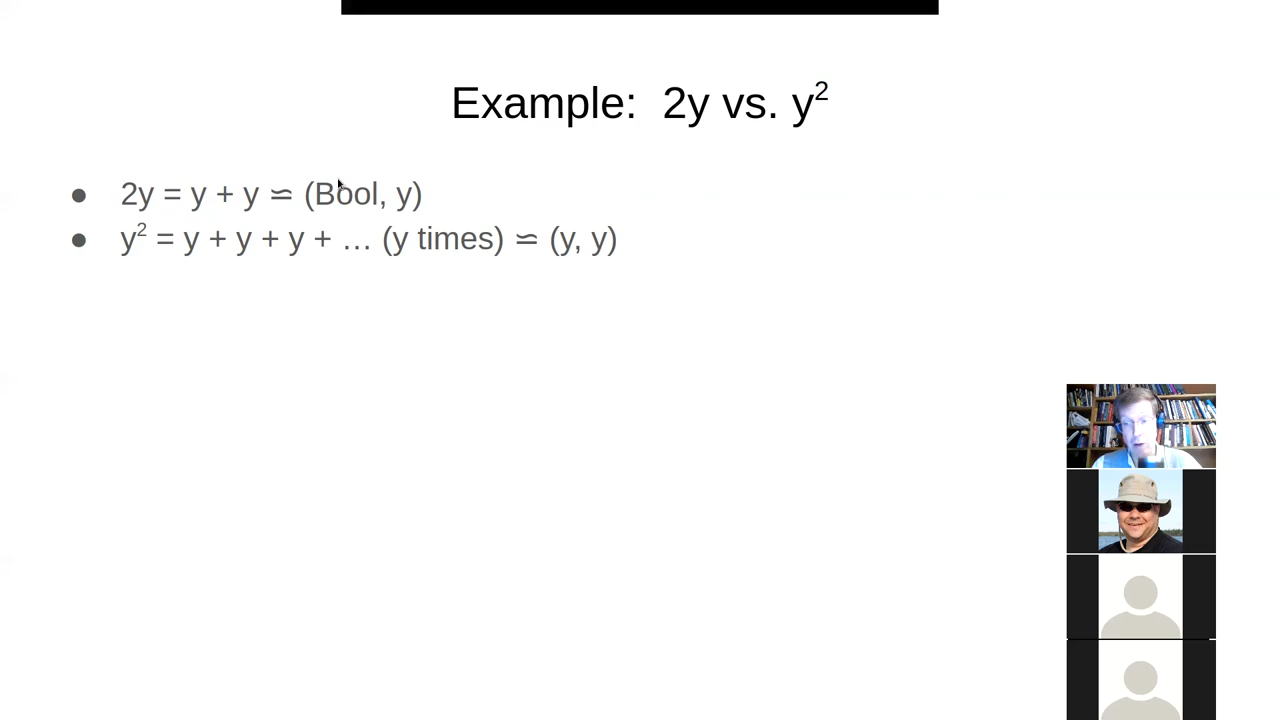 Example:  2y vs. y²
● 2y = y + y ≌ (Bool, y)
● y² = y + y + y + … (y times) ≌ (y, y)